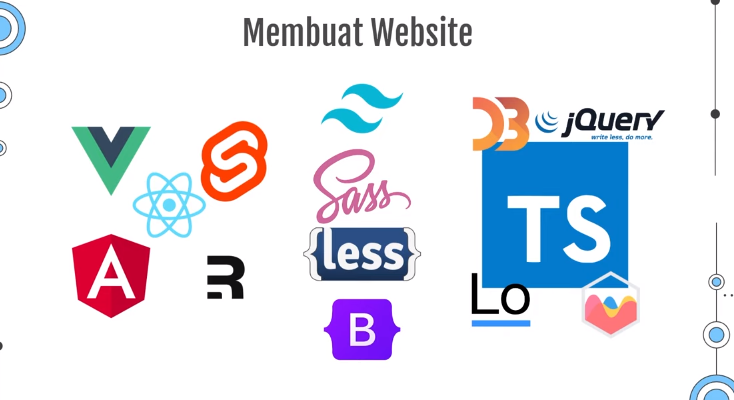 Membuat Website
jQuery
write less, do more.
Sass
TS
{less}
A
Lo
B